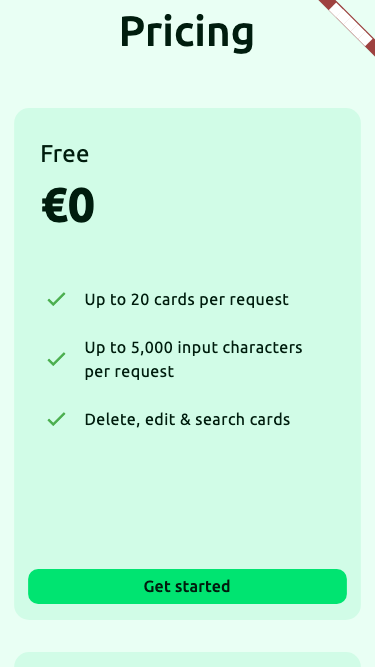 Pricing
Free
€0
Up to 20 cards per request
Up to 5,000 input characters
per request
Delete, edit & search cards
Get started